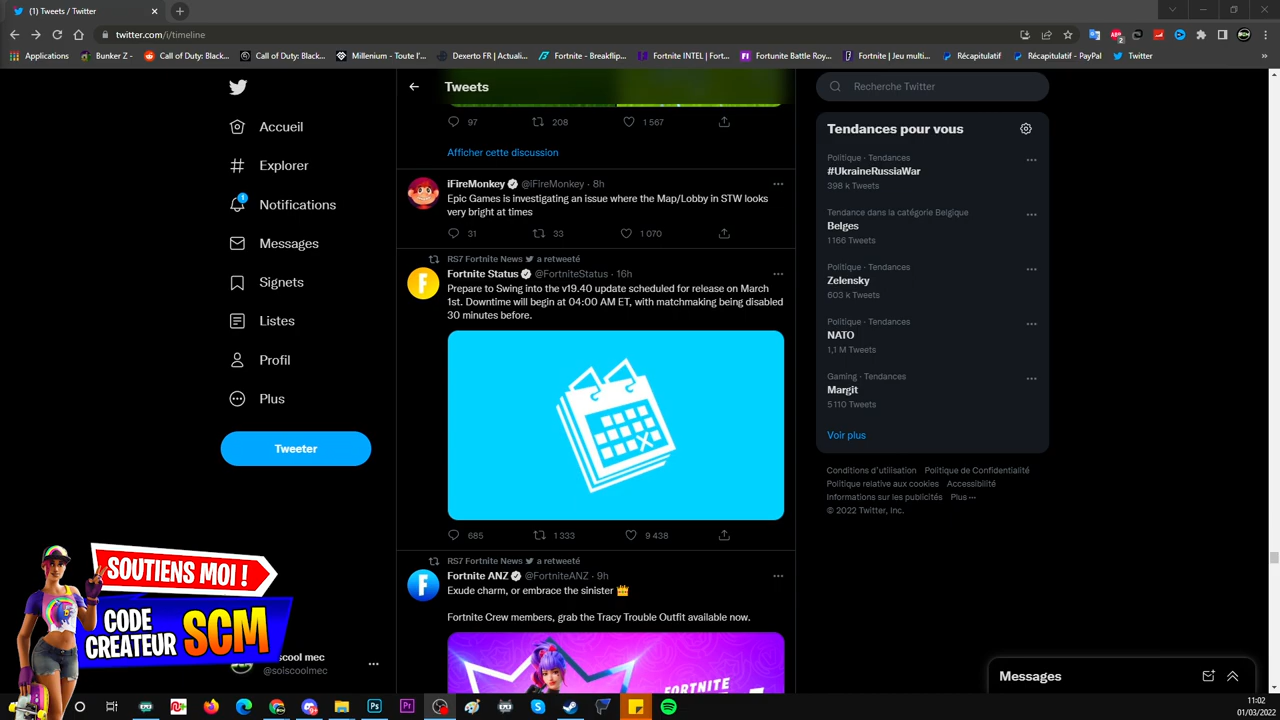 (1) Tweets / Twitter
twitter.com/i/timeline
Applications
Bunker Z -
Call of Duty: Black...
Call of Duty: Black...
Millenium - Toute l'...
Dexerto FR | Actuali...
Fortnite - Breakflip...
Fortnite INTEL | Fort...
Fortunite Battle Roy...
Fortnite | Jeu multi...
Récapitulatif
Récapitulatif - PayPal
Twitter
Accueil
Explorer
Notifications
1
Messages
Signets
Listes
Profil
Plus
Tweeter
SOUTIENS MOI !
CODE
CREATEUR SCM
iscool mec
@soiscoolmec
Tweets
97 208 1 567
Afficher cette discussion
iFireMonkey @iFireMonkey · 8h
Epic Games is investigating an issue where the Map/Lobby in STW looks
very bright at times
31 33 1 070
RS7 Fortnite News a retweeté
Fortnite Status @FortniteStatus · 16h
Prepare to Swing into the v19.40 update scheduled for release on March
1st. Downtime will begin at 04:00 AM ET, with matchmaking being disabled
30 minutes before.
685 1 333 9 438
RS7 Fortnite News a retweeté
Fortnite ANZ @FortniteANZ · 9h
Exude charm, or embrace the sinister
Fortnite Crew members, grab the Tracy Trouble Outfit available now.
FORTNITE
Recherche Twitter
Tendances pour vous
Politique · Tendances
#UkraineRussiaWar
398 k Tweets
Tendance dans la catégorie Belgique
Belges
1 166 Tweets
Politique · Tendances
Zelensky
603 k Tweets
Politique · Tendances
NATO
1,1 M Tweets
Gaming · Tendances
Margit
5 110 Tweets
Voir plus
Conditions d'utilisation Politique de Confidentialité
Politique relative aux cookies Accessibilité
Informations sur les publicités Plus ···
© 2022 Twitter, Inc.
Messages
11:02
01/03/2022